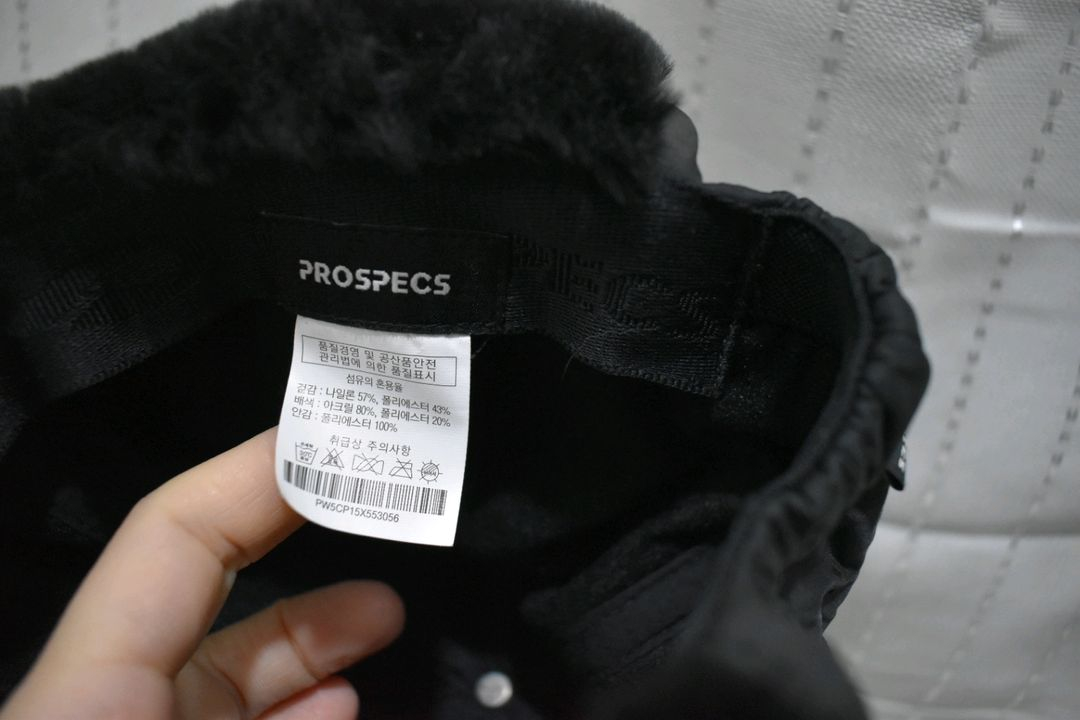 PROSPECS
품질경영 및 공산품안전
관리법에 의한 품질표시
섬유의 혼용율
겉감 : 나일론 57%, 폴리에스터 43%
배색 : 아크릴 80%, 폴리에스터 20%
안감 : 폴리에스터 100%
취급상 주의사항
PW5CP15X553056